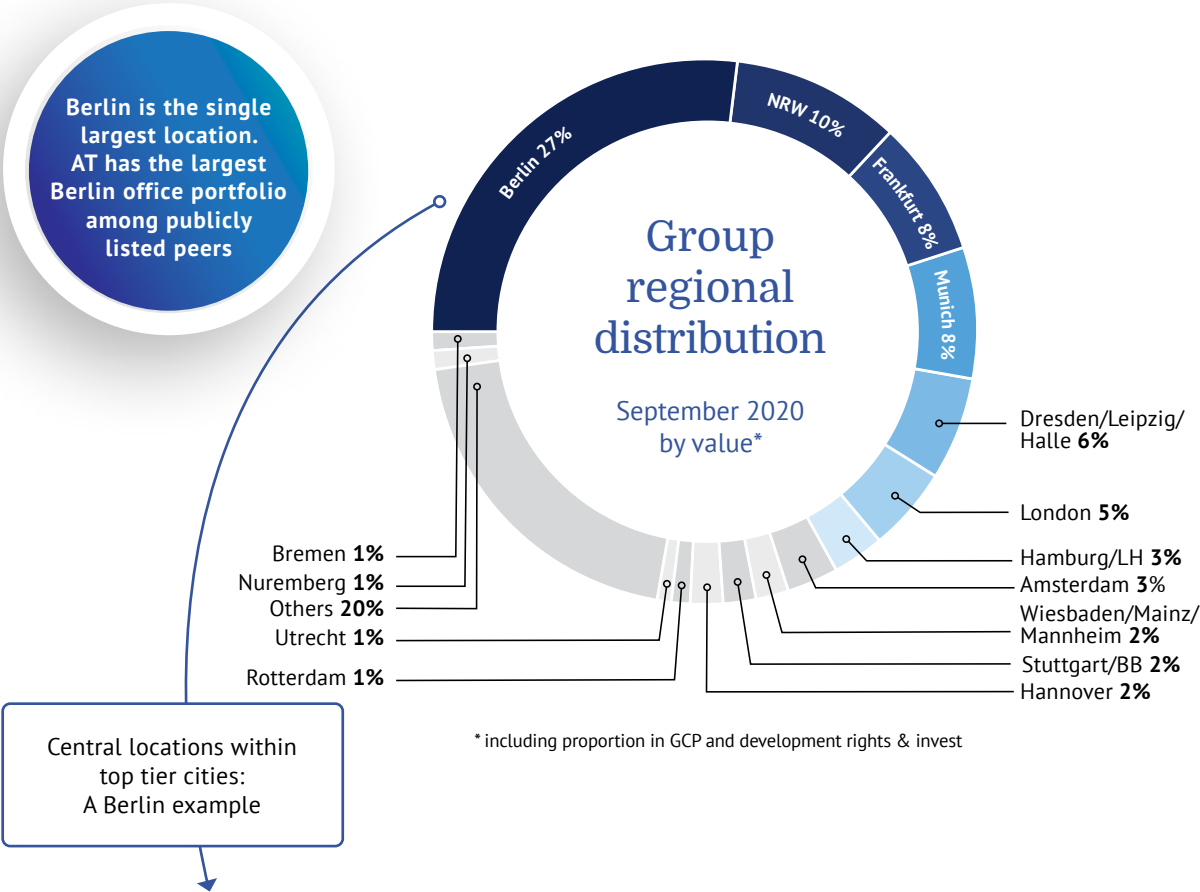 Berlin is the single
largest location.
AT has the largest
Berlin office portfolio
among publicly
listed peers
Berlin 27%
NRW 10%
Frankfurt 8%
Munich 8%
Group
regional
distribution
September 2020
by value*
Dresden/Leipzig/
Halle 6%
London 5%
Hamburg/LH 3%
Amsterdam 3%
Wiesbaden/Mainz/
Mannheim 2%
Stuttgart/BB 2%
Hannover 2%
Bremen 1%
Nuremberg 1%
Others 20%
Utrecht 1%
Rotterdam 1%
* including proportion in GCP and development rights & invest
Central locations within
top tier cities:
A Berlin example